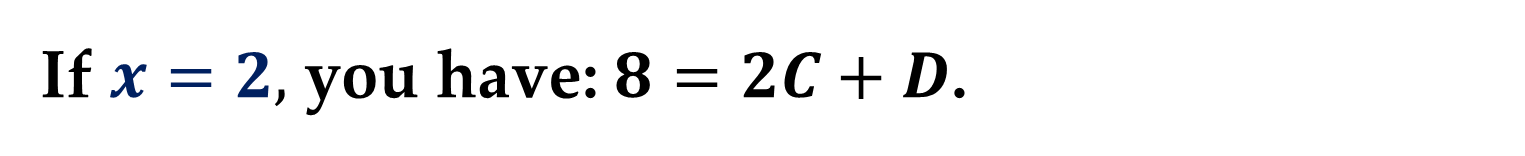 If x = 2, you have: 8 = 2C + D.